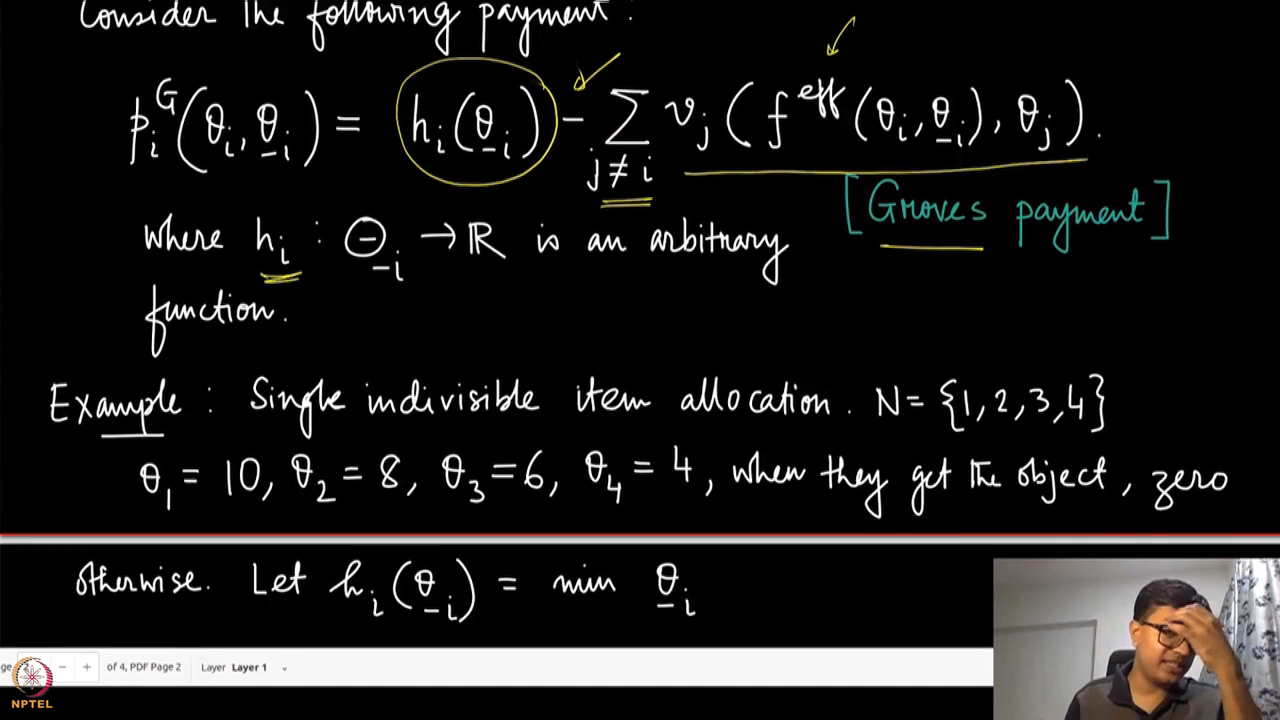 Consider the following payment:
p_i^G(θ_i, θ_{-i}) = h_i(θ_{-i}) - Σ_{j≠i} v_j(f^{eff}(θ_i, θ_{-i}), θ_j).
[Groves payment]
where h_i : Θ_{-i} → ℝ is an arbitrary
function.
Example : Single indivisible item allocation. N = {1, 2, 3, 4}
θ_1 = 10, θ_2 = 8, θ_3 = 6, θ_4 = 4, when they get the object, zero
otherwise. Let h_i(θ_{-i}) = min θ_{-i}
of 4, PDF Page 2 Layer Layer 1
NPTEL